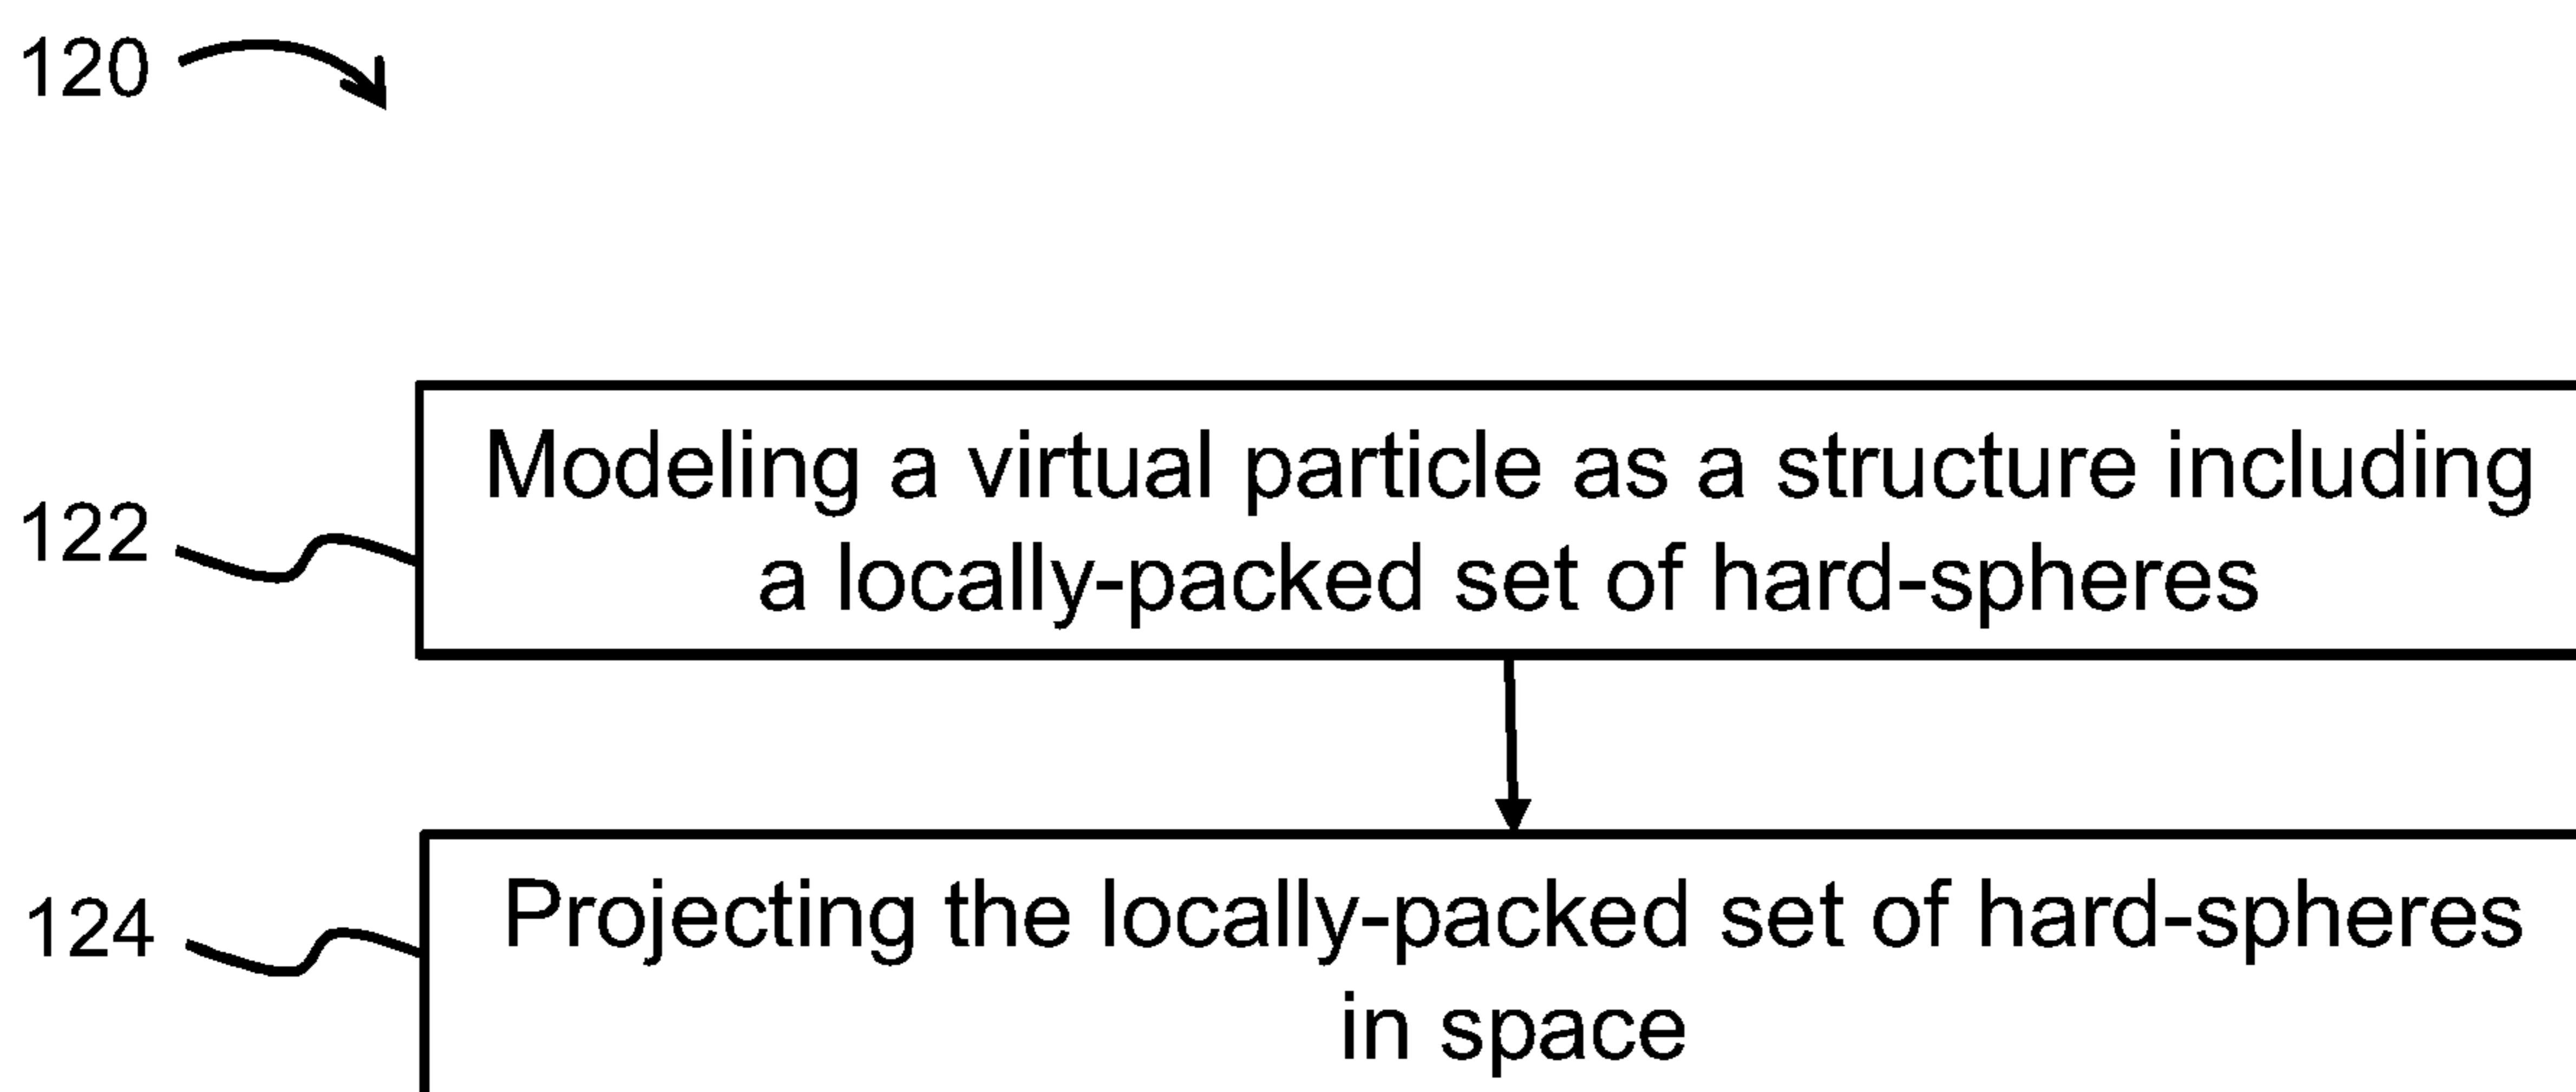 120
122
Modeling a virtual particle as a structure including
a locally-packed set of hard-spheres
124
Projecting the locally-packed set of hard-spheres
in space